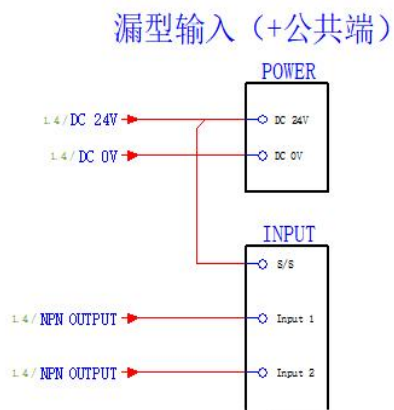 漏型输入（+公共端）
POWER
1.4/DC 24V
DC 24V
1.4/DC 0V
DC 0V
INPUT
S/S
1.4/NPN OUTPUT
Input 1
1.4/NPN OUTPUT
Input 2